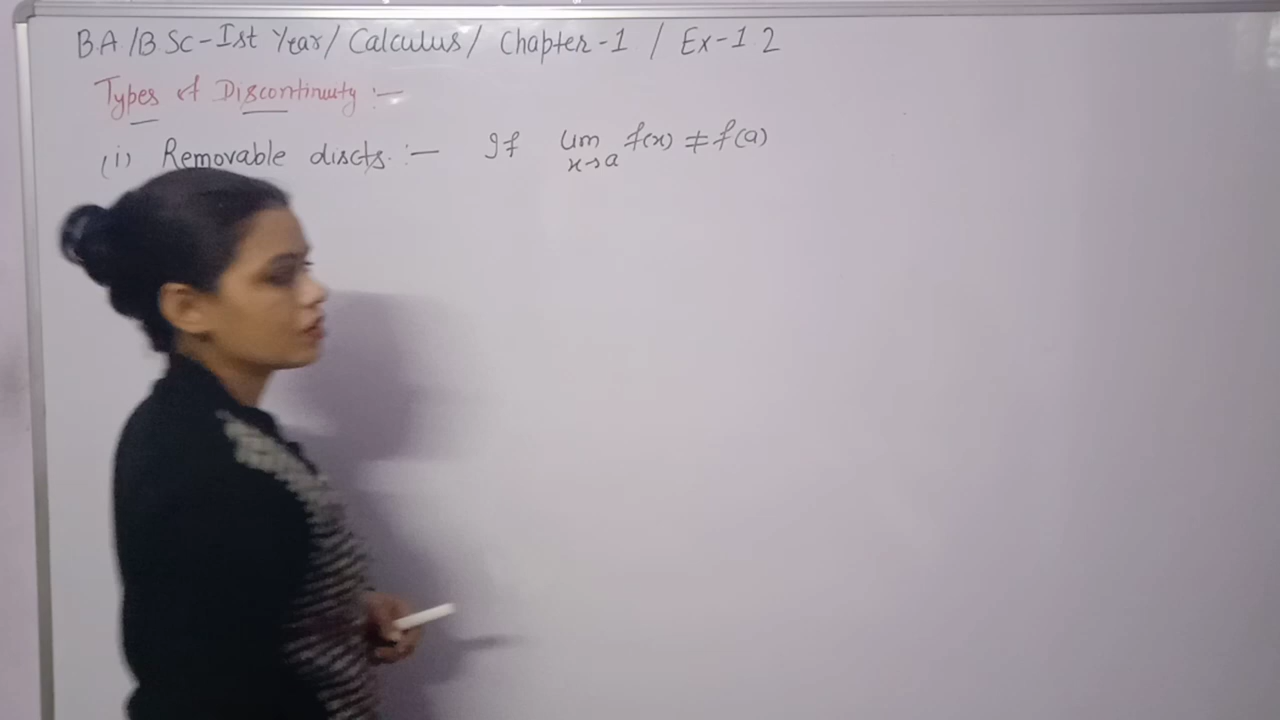 B.A./B.Sc-Ist Year/Calculus/Chapter-1/Ex-1.2
Types of Discontinuity :-
(i) Removable discts. :- If lim f(x) ≠ f(a)
x→a